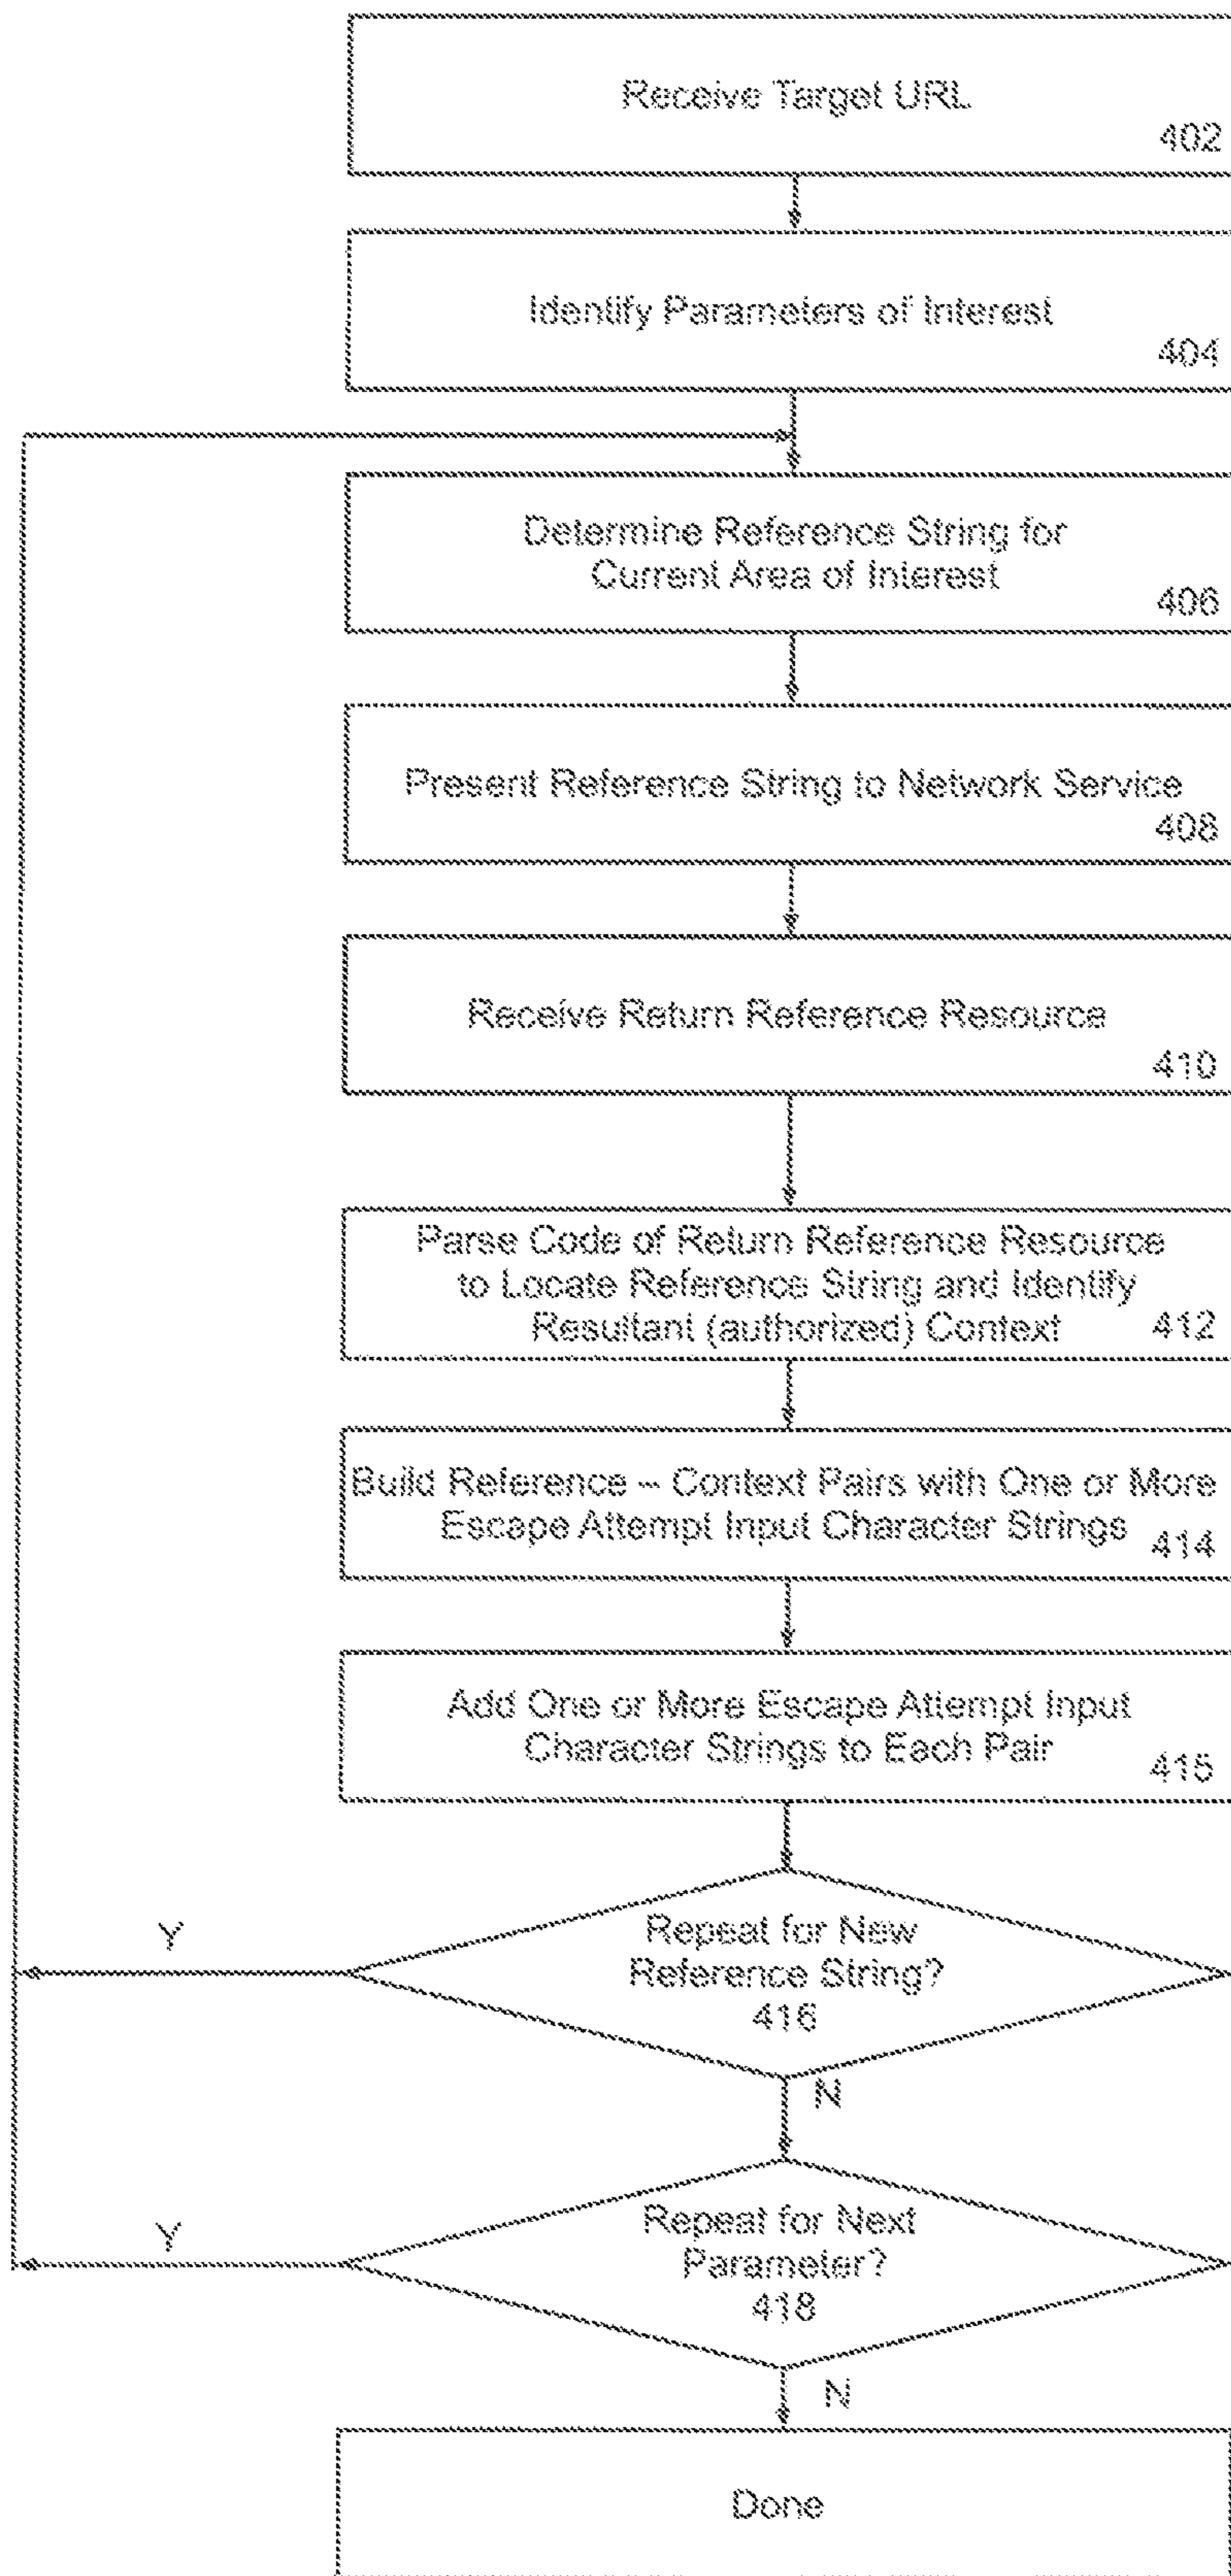 Receive Target URL
402
Identify Parameters of Interest
404
Determine Reference String for
Current Area of Interest
406
Present Reference String to Network Service
408
Receive Return Reference Resource
410
Parse Code of Return Reference Resource
to Locate Reference String and Identify
Resultant (authorized) Context
412
Build Reference – Context Pairs with One or More
Escape Attempt Input Character Strings
414
Add One or More Escape Attempt Input
Character Strings to Each Pair
415
Repeat for New
Reference String?
416
Y
N
Repeat for Next
Parameter?
418
Y
N
Done